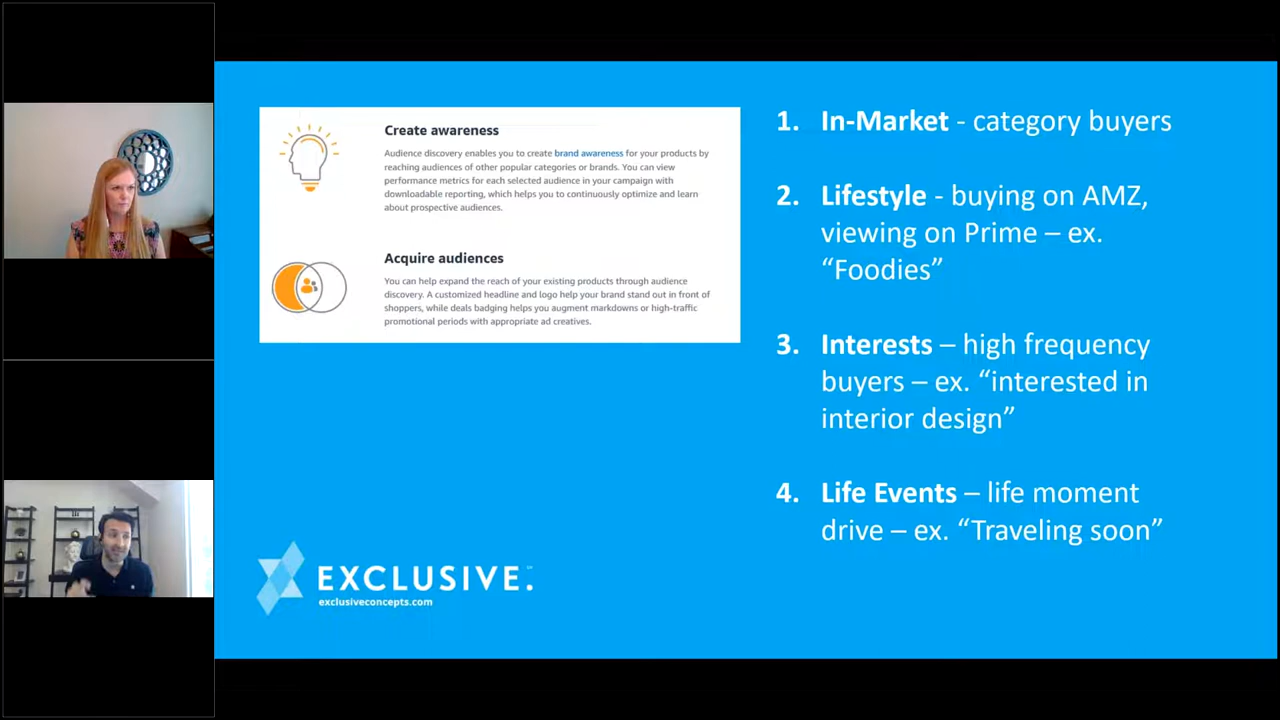 Create awareness
Audience discovery enables you to create brand awareness for your products by
reaching audiences of other popular categories or brands. You can view
performance metrics for each selected audience in your campaign with
downloadable reporting, which helps you to continuously optimize and learn
about prospective audiences.
Acquire audiences
You can help expand the reach of your existing products through audience
discovery. A customized headline and logo help your brand stand out in front of
shoppers, while deals badging helps you augment markdowns or high-traffic
promotional periods with appropriate ad creatives.
1. In-Market - category buyers
2. Lifestyle - buying on AMZ,
viewing on Prime – ex.
“Foodies”
3. Interests – high frequency
buyers – ex. “interested in
interior design”
4. Life Events – life moment
drive – ex. “Traveling soon”
EXCLUSIVE.
exclusiveconcepts.com